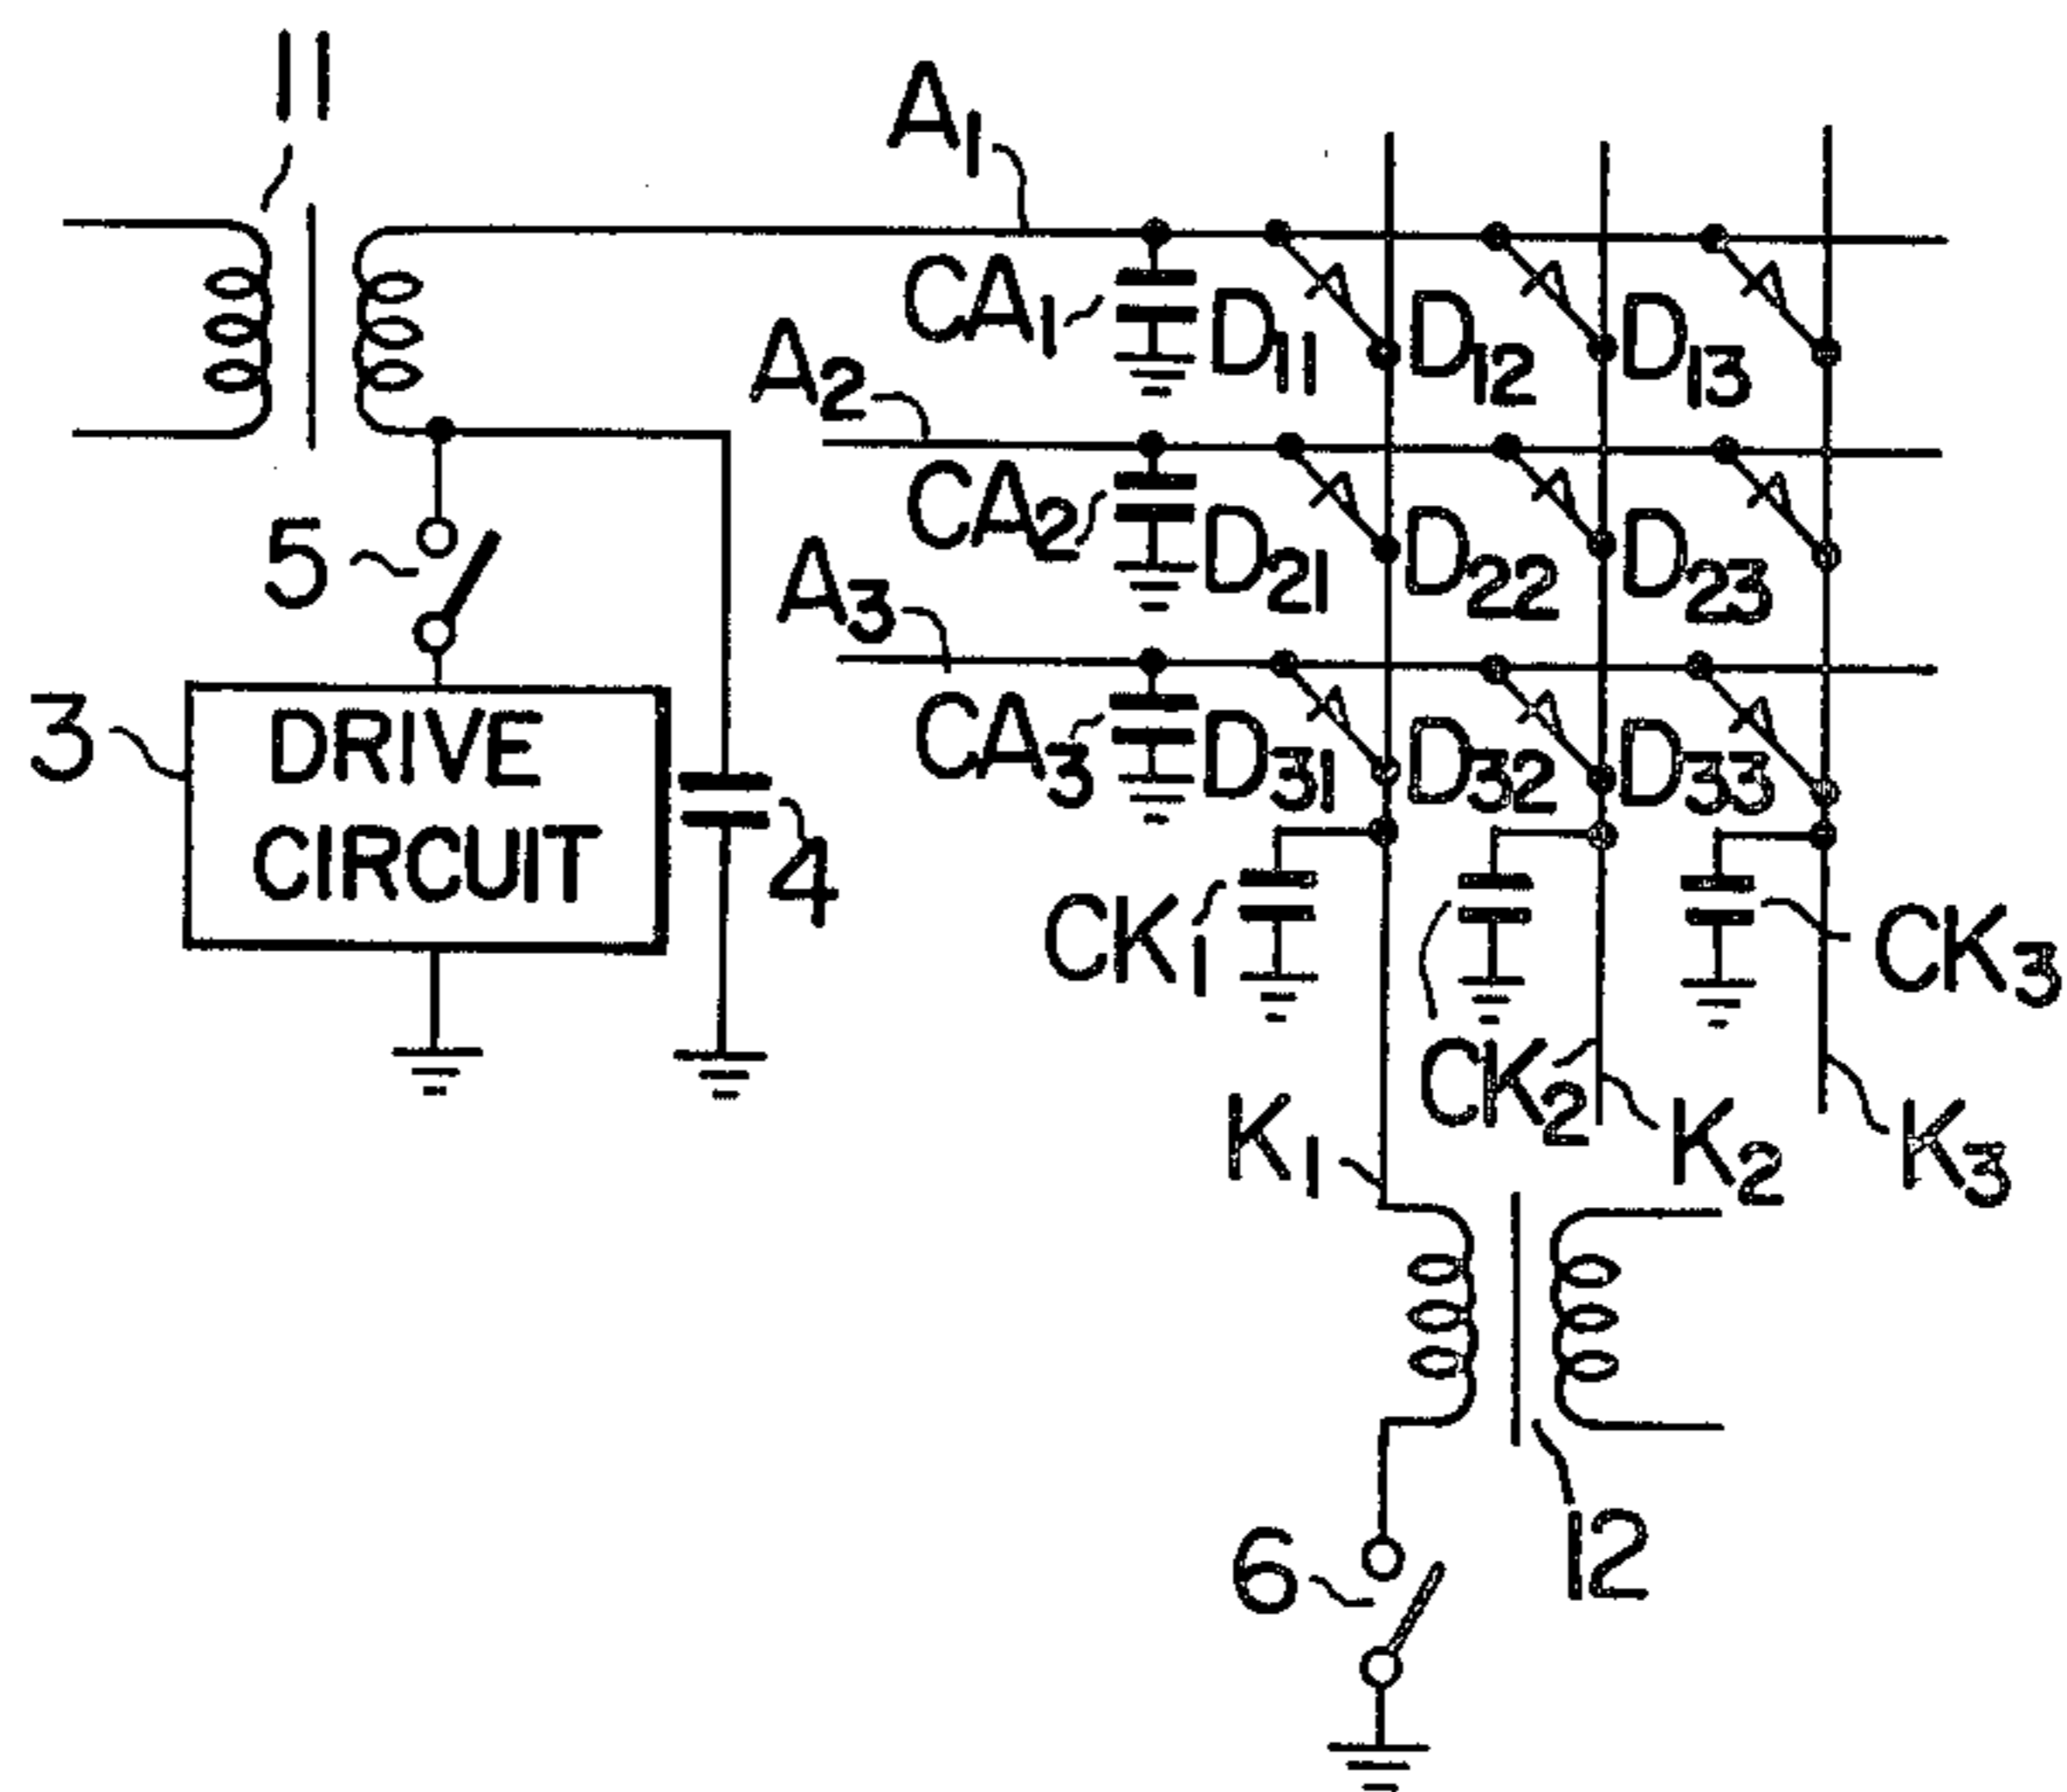 11
A1
CA1
D11 D12 D13
A2
CA2
D21 D22 D23
5
A3
3
DRIVE
CIRCUIT
CA3
D31 D32 D33
4
CK1
CK3
CK2
K1
K2
K3
6
12